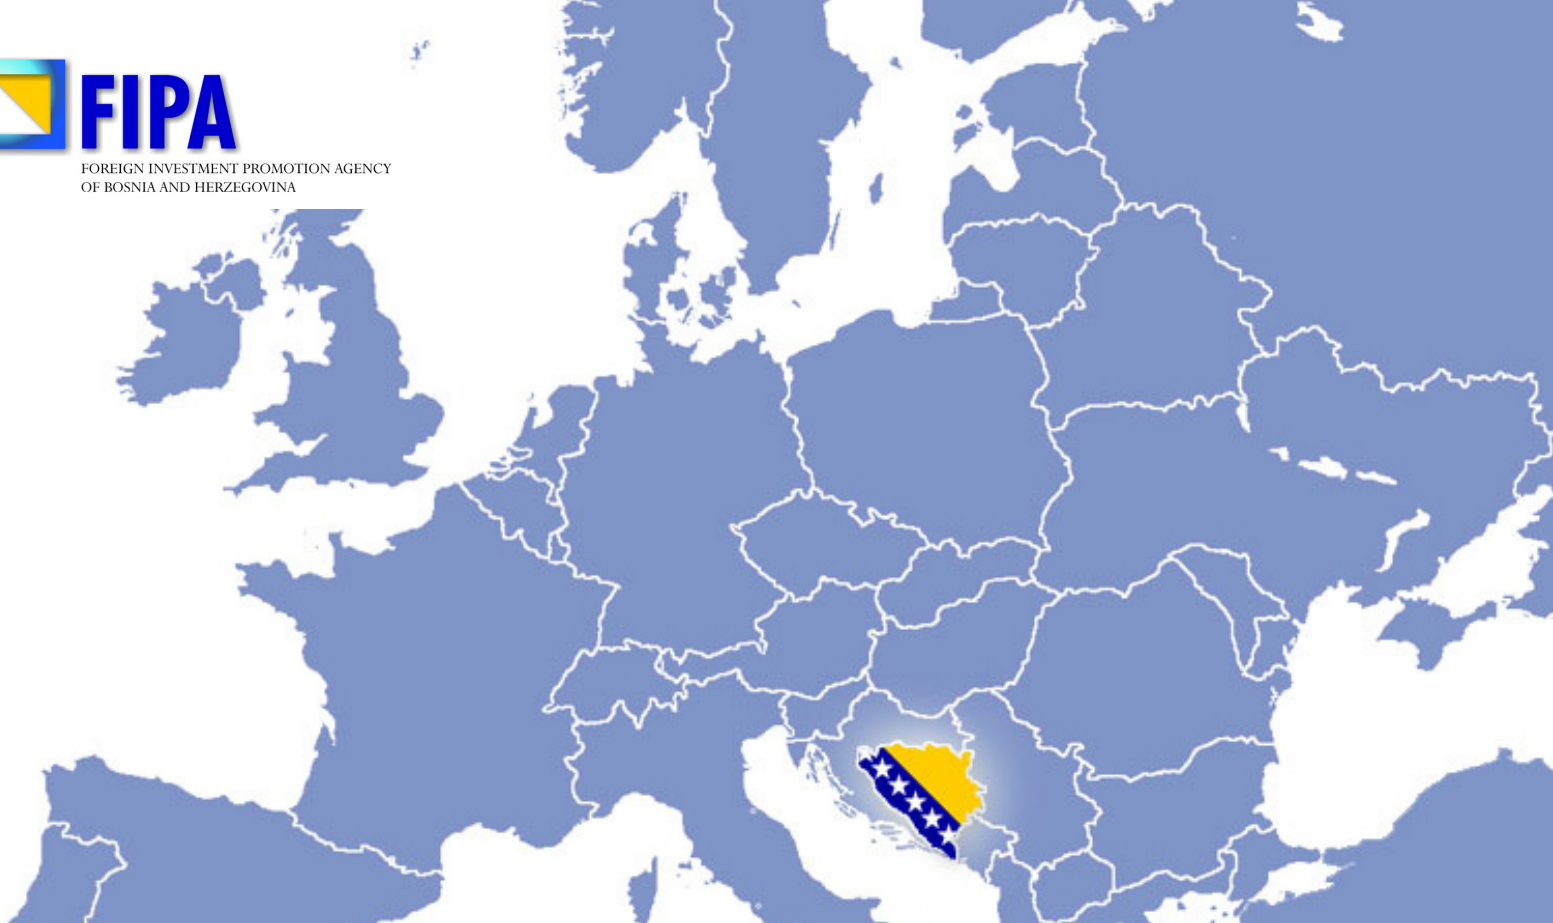 FIPA
FOREIGN INVESTMENT PROMOTION AGENCY
OF BOSNIA AND HERZEGOVINA